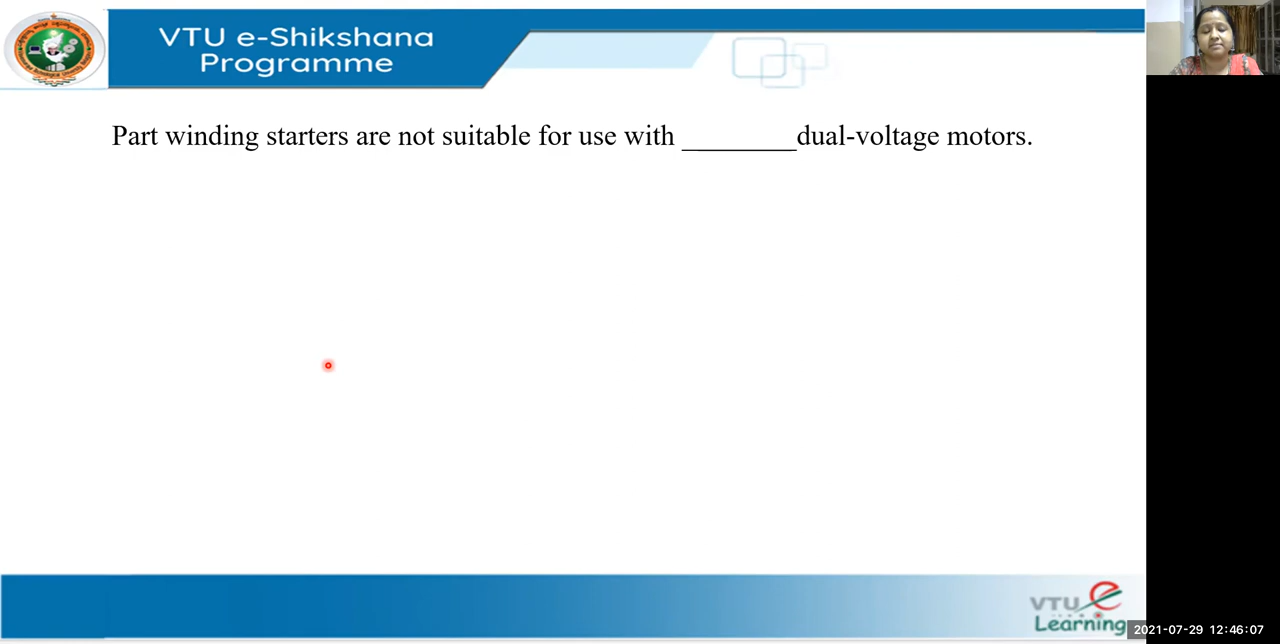 VTU e-Shikshana
Programme
Part winding starters are not suitable for use with ________dual-voltage motors.
VTU e
Learning
2021-07-29 12:46:07